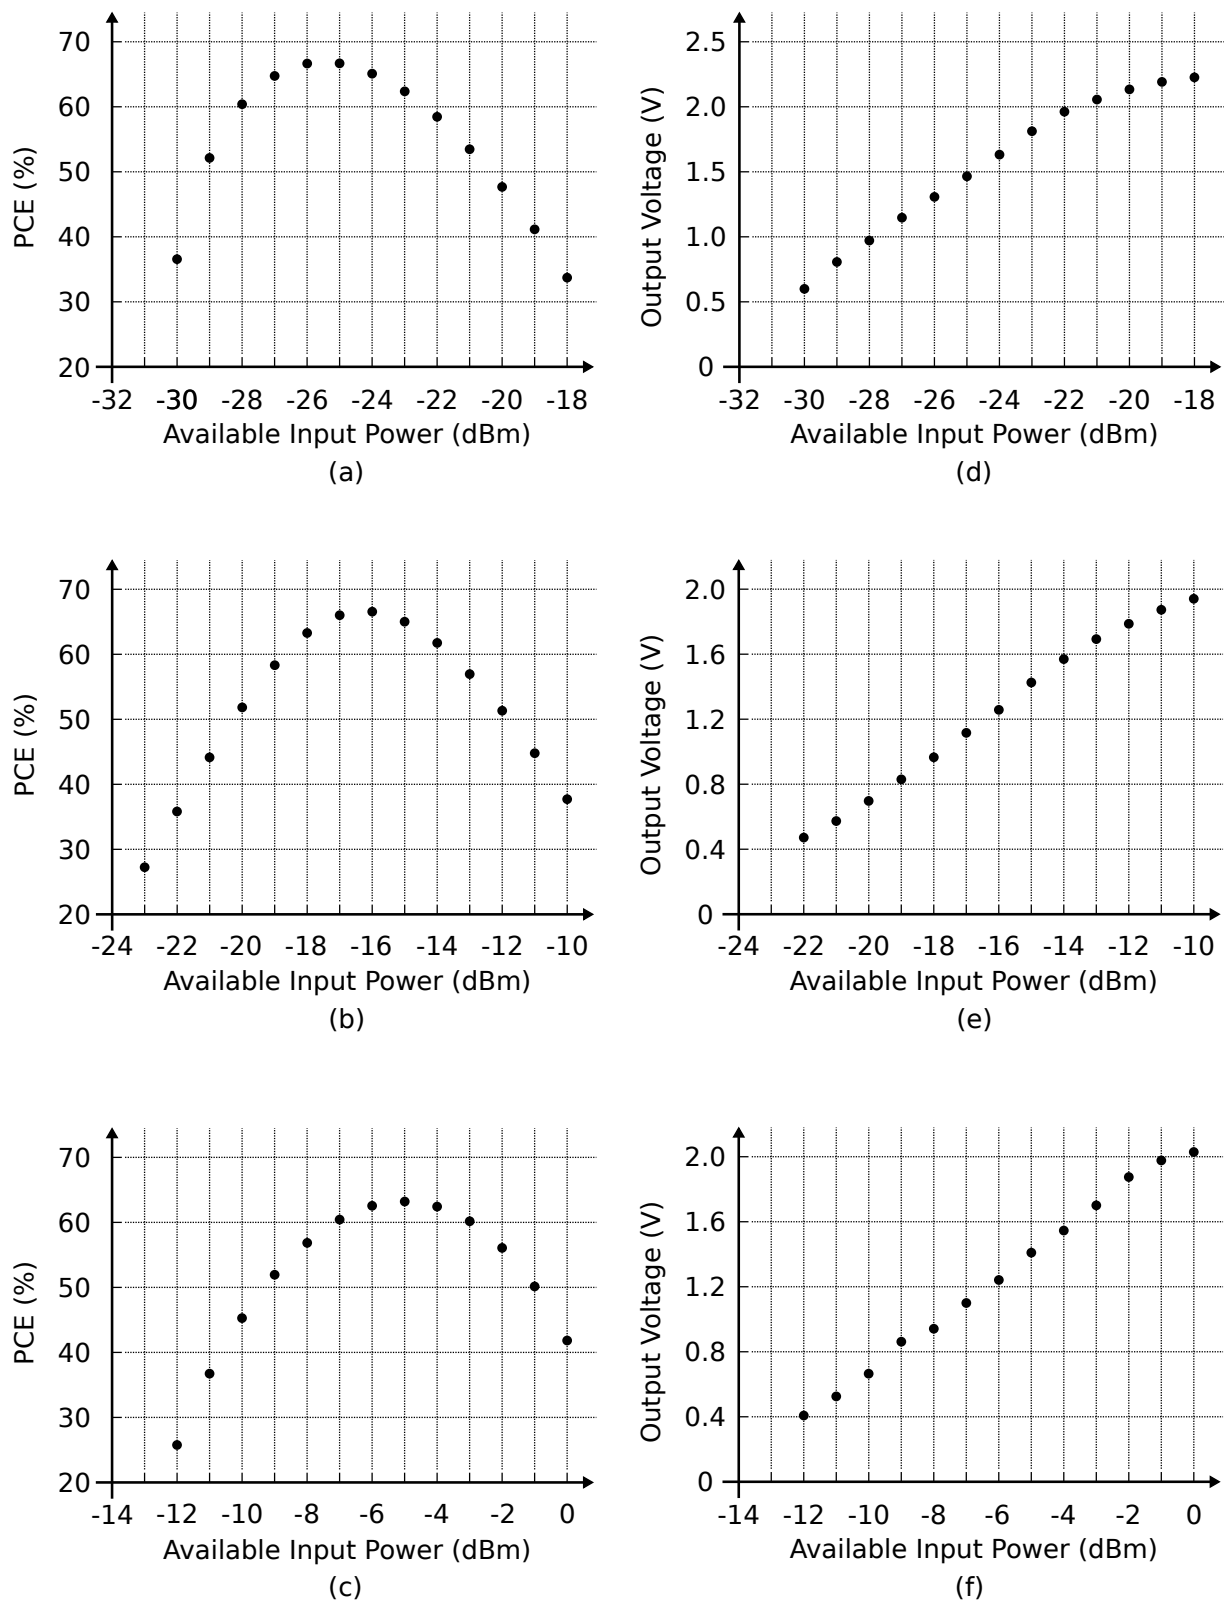 70
60
50
40
30
20
PCE (%)
-32 -30 -28 -26 -24 -22 -20 -18
Available Input Power (dBm)
(a)
2.5
2.0
1.5
1.0
0.5
0
Output Voltage (V)
-32 -30 -28 -26 -24 -22 -20 -18
Available Input Power (dBm)
(d)
70
60
50
40
30
20
PCE (%)
-24 -22 -20 -18 -16 -14 -12 -10
Available Input Power (dBm)
(b)
2.0
1.6
1.2
0.8
0.4
0
Output Voltage (V)
-24 -22 -20 -18 -16 -14 -12 -10
Available Input Power (dBm)
(e)
70
60
50
40
30
20
PCE (%)
-14 -12 -10 -8 -6 -4 -2 0
Available Input Power (dBm)
(c)
2.0
1.6
1.2
0.8
0.4
0
Output Voltage (V)
-14 -12 -10 -8 -6 -4 -2 0
Available Input Power (dBm)
(f)